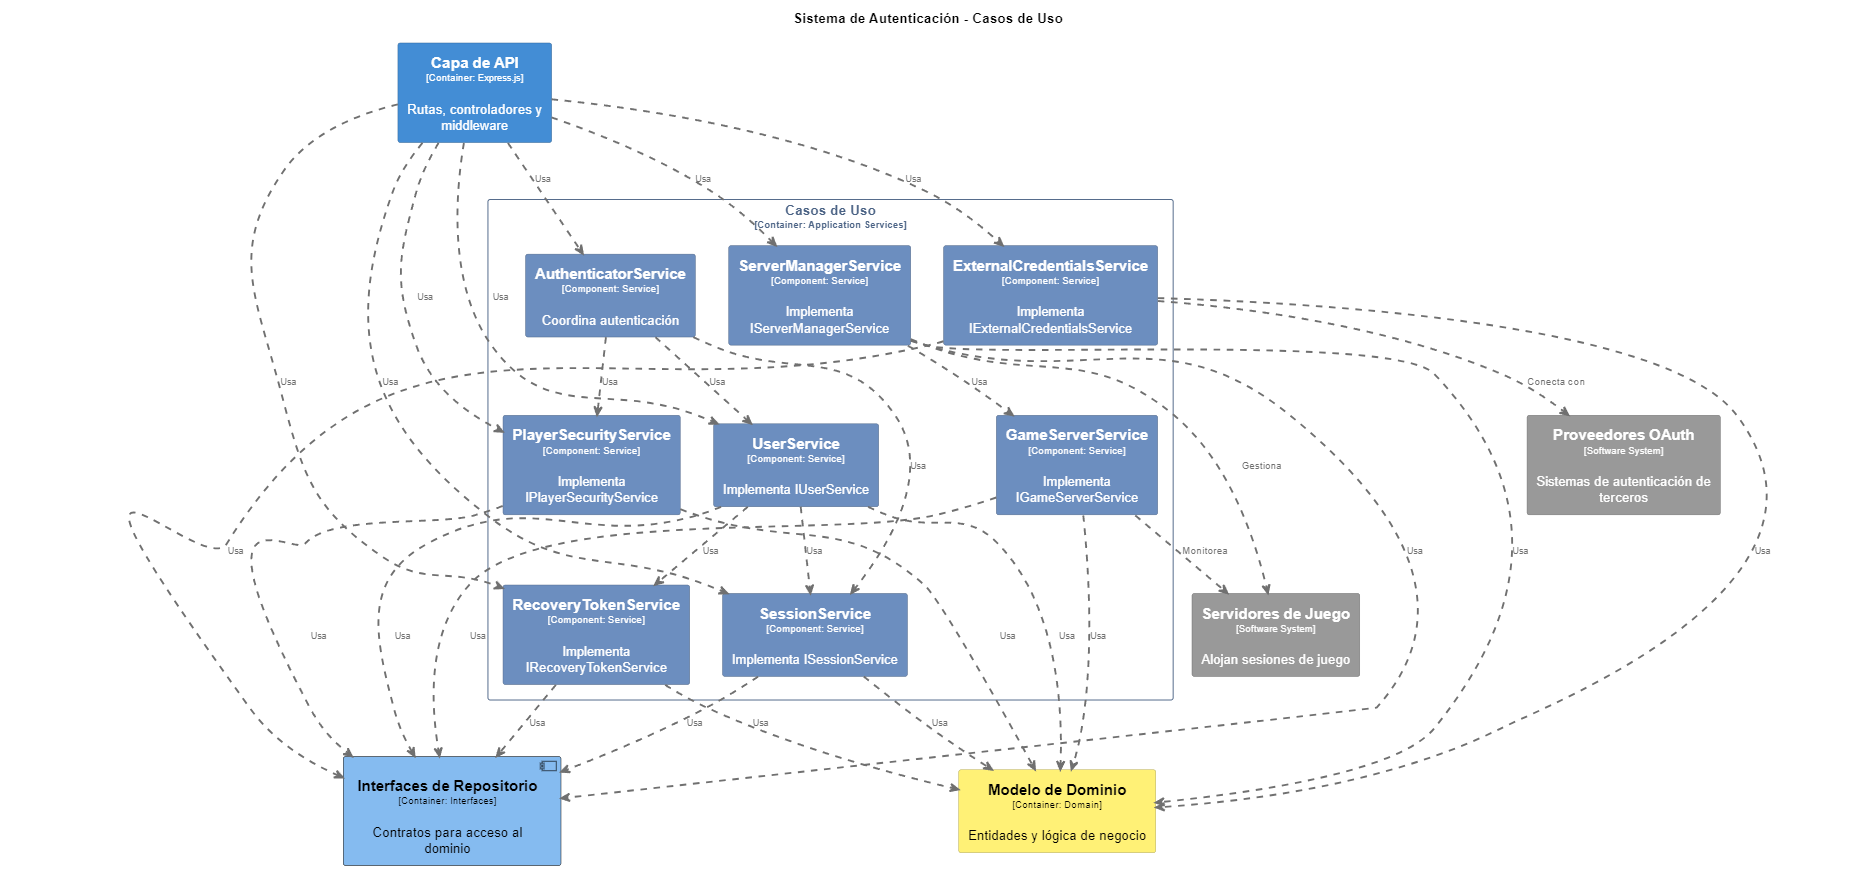 Sistema de Autenticación - Casos de Uso
Capa de API
[Container: Express.js]
Rutas, controladores y
middleware
Usa
Usa
Usa
Casos de Uso
[Container: Application Services]
AuthenticatorService
[Component: Service]
Coordina autenticación
ServerManagerService
[Component: Service]
Implementa
IServerManagerService
ExternalCredentialsService
[Component: Service]
Implementa
IExternalCredentialsService
Usa
Usa
Usa
Usa
Usa
Usa
Usa
Conecta con
PlayerSecurityService
[Component: Service]
Implementa
IPlayerSecurityService
UserService
[Component: Service]
Implementa IUserService
GameServerService
[Component: Service]
Implementa
IGameServerService
Proveedores OAuth
[Software System]
Sistemas de autenticación de
terceros
Usa
Gestiona
Usa
Usa
Usa
Monitorea
Usa
Usa
Usa
RecoveryTokenService
[Component: Service]
Implementa
IRecoveryTokenService
SessionService
[Component: Service]
Implementa ISessionService
Servidores de Juego
[Software System]
Alojan sesiones de juego
Usa
Usa
Usa
Usa
Usa
Usa
Usa
Usa
Usa
Usa
Interfaces de Repositorio
[Container: Interfaces]
Contratos para acceso al
dominio
Modelo de Dominio
[Container: Domain]
Entidades y lógica de negocio